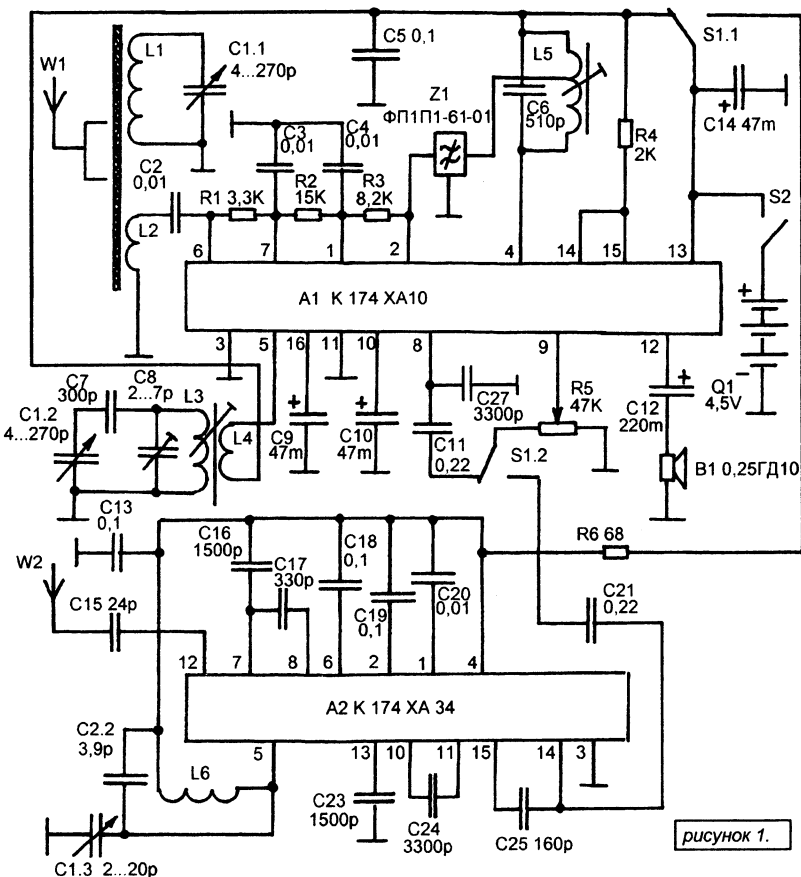 W1
L1
C1.1
4...270p
C5 0,1
L5
S1.1
Z1
ФП1П1-61-01
C6
510p
C14 47m
C3
0,01
C4
0,01
R4
2K
C2
0,01
R1 3,3K
R2
15K
R3
8,2K
S2
L2
6
7
1
2
4
14
15
13
A1 K 174 XA10
3
5
16
11
10
8
9
12
Q1
4,5V
C7
300p
C8
2...7p
L3
L4
C1.2
4...270p
C9
47m
C10
47m
C27
3300p
C11
0,22
R5
47K
S1.2
C12
220m
B1 0,25ГД10
C13
0,1
W2
C15 24p
C16
1500p
C17
330p
C18
0,1
C19
0,1
C20
0,01
R6 68
C21
0,22
12
7
8
6
2
1
4
A2 K 174 XA 34
5
13
10
11
15
14
3
C2.2
3,9p
L6
C1.3
2...20p
C23
1500p
C24
3300p
C25 160p
рисунок 1.